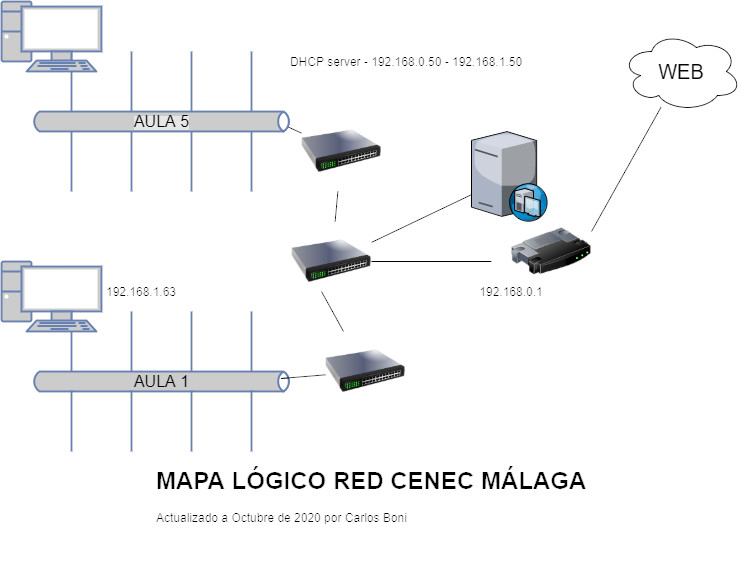 DHCP server - 192.168.0.50 - 192.168.1.50
WEB
AULA 5
192.168.1.63
192.168.0.1
AULA 1
MAPA LÓGICO RED CENEC MÁLAGA
Actualizado a Octubre de 2020 por Carlos Boni